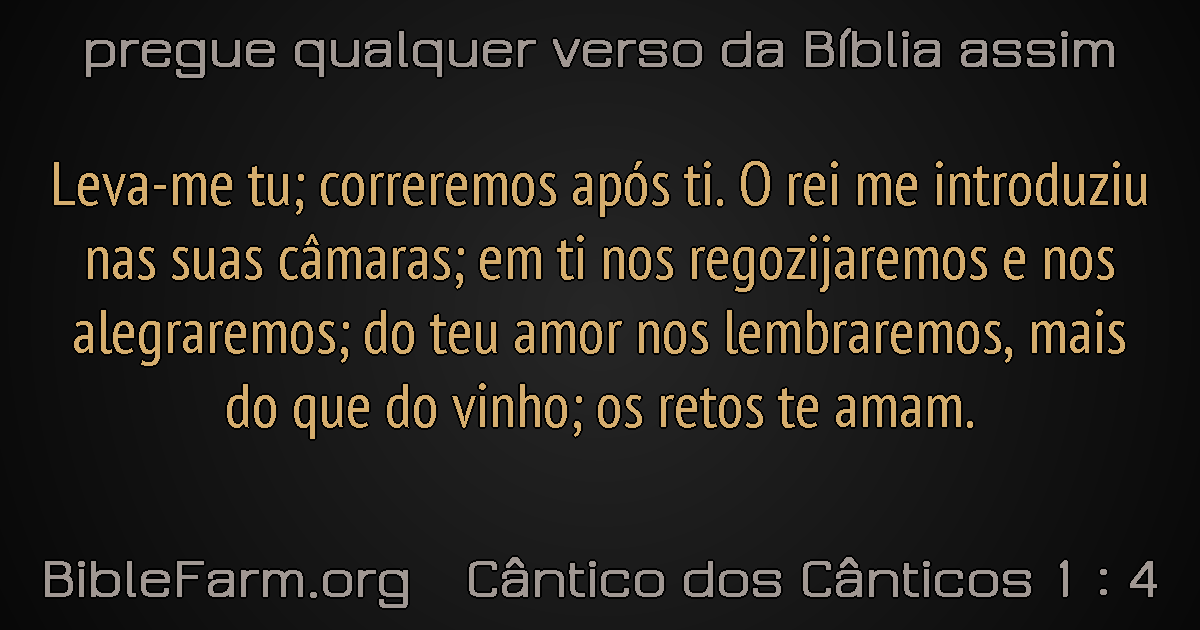 pregue qualquer verso da Bíblia assim
Leva-me tu; correremos após ti. O rei me introduziu
nas suas câmaras; em ti nos regozijaremos e nos
alegraremos; do teu amor nos lembraremos, mais
do que do vinho; os retos te amam.
BibleFarm.org Cântico dos Cânticos 1 : 4